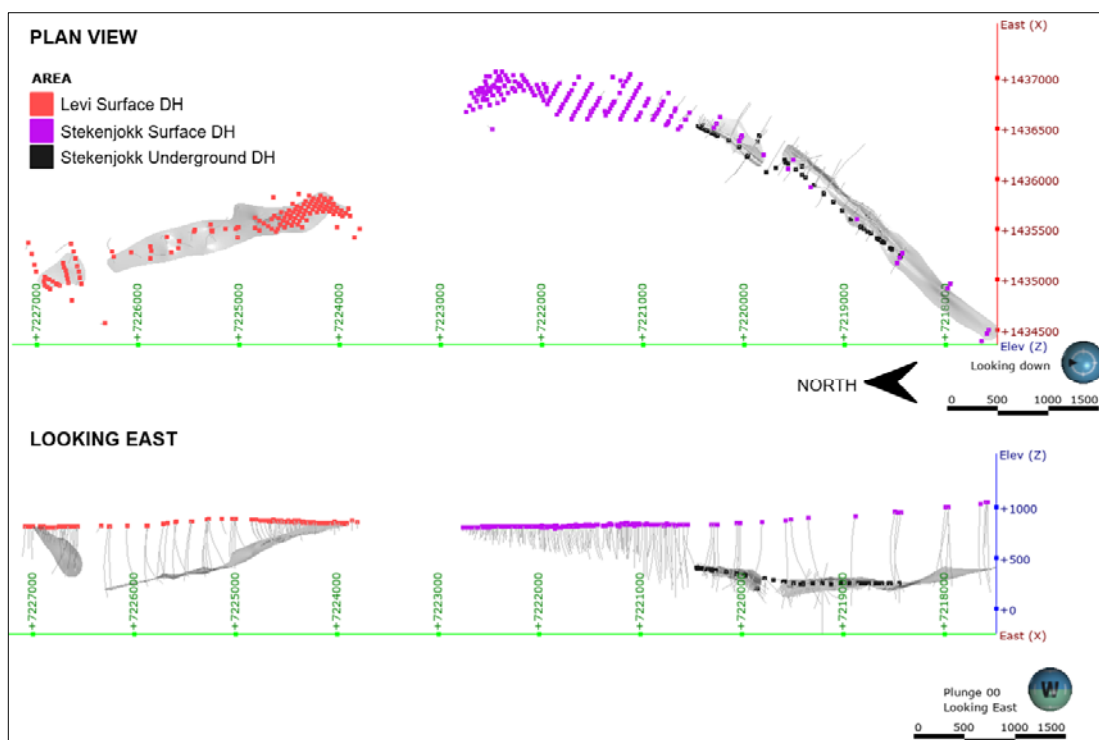 PLAN VIEW
East (X)
AREA
Levi Surface DH
Stekenjokk Surface DH
Stekenjokk Underground DH
+1437000
+1436500
+1436000
+1435500
+1435000
+1434500
+7227000
+7226000
+7225000
+7224000
+7223000
+7222000
+7221000
+7220000
+7219000
+7218000
Elev (Z)
Looking down
NORTH
0 500 1000 1500
LOOKING EAST
Elev (Z)
+1000
+500
+0
+7227000
+7226000
+7225000
+7224000
+7223000
+7222000
+7221000
+7220000
+7219000
+7218000
East (X)
W
Plunge 00
Looking East
0 500 1000 1500